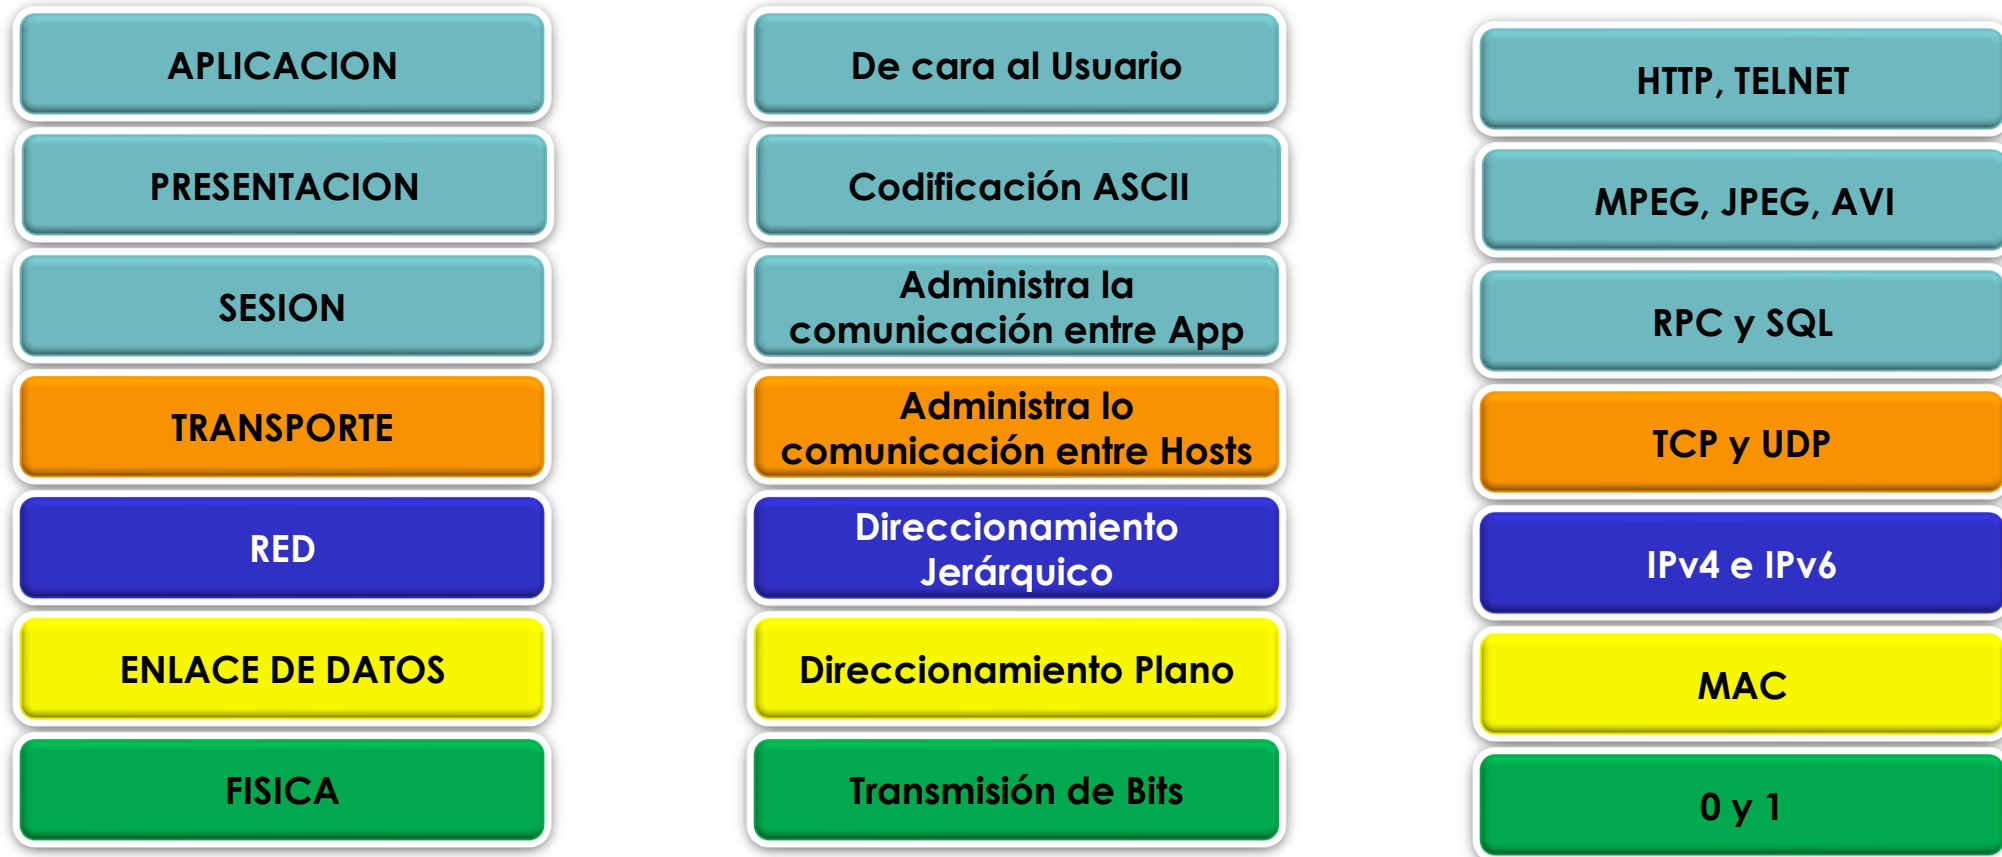 APLICACION
De cara al Usuario
HTTP, TELNET
PRESENTACION
Codificación ASCII
MPEG, JPEG, AVI
SESION
Administra la
comunicación entre App
RPC y SQL
TRANSPORTE
Administra lo
comunicación entre Hosts
TCP y UDP
RED
Direccionamiento
Jerárquico
IPv4 e IPv6
ENLACE DE DATOS
Direccionamiento Plano
MAC
FISICA
Transmisión de Bits
0 y 1